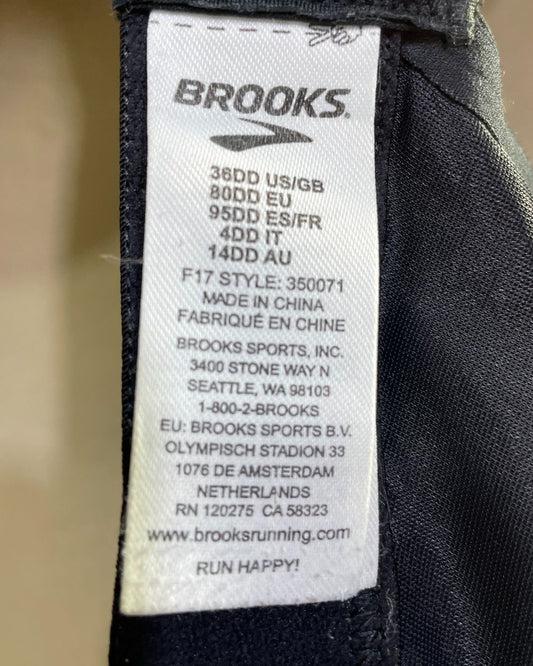 BROOKS
36DD US/GB
80DD EU
95DD ES/FR
4DD IT
14DD AU
F17 STYLE: 350071
MADE IN CHINA
FABRIQUÉ EN CHINE
BROOKS SPORTS, INC.
3400 STONE WAY N
SEATTLE, WA 98103
1-800-2-BROOKS
EU: BROOKS SPORTS B.V.
OLYMPISCH STADION 33
1076 DE AMSTERDAM
NETHERLANDS
RN 120275 CA 58323
www.brooksrunning.com
RUN HAPPY!